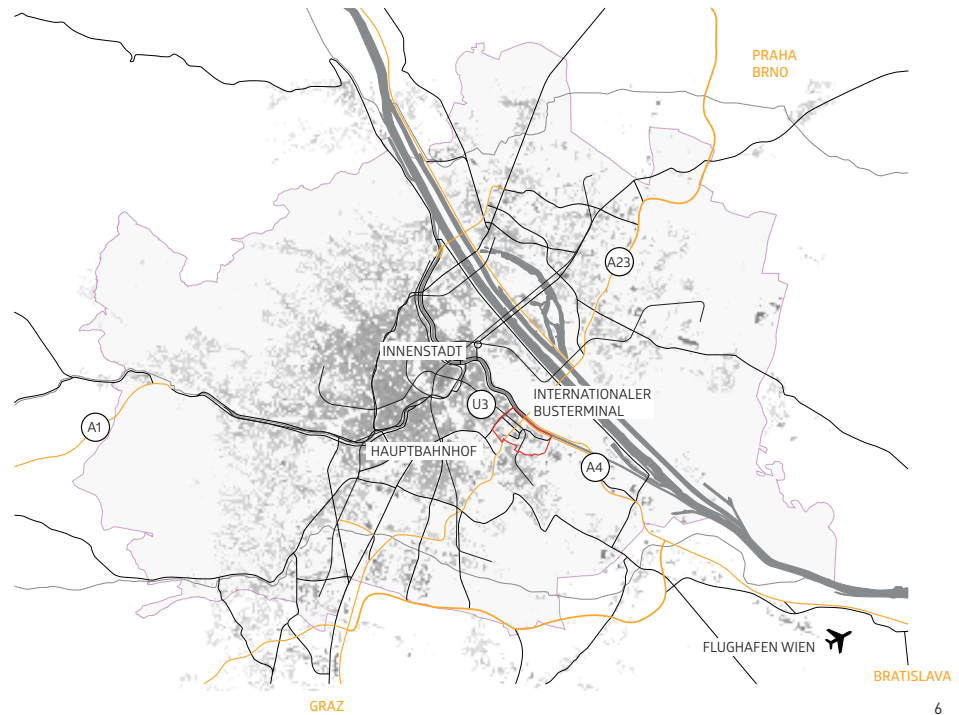 PRAHA
BRNO
A23
INNENSTADT
INTERNATIONALER
BUSTERMINAL
U3
A1
HAUPTBAHNHOF
A4
FLUGHAFEN WIEN
BRATISLAVA
GRAZ
6